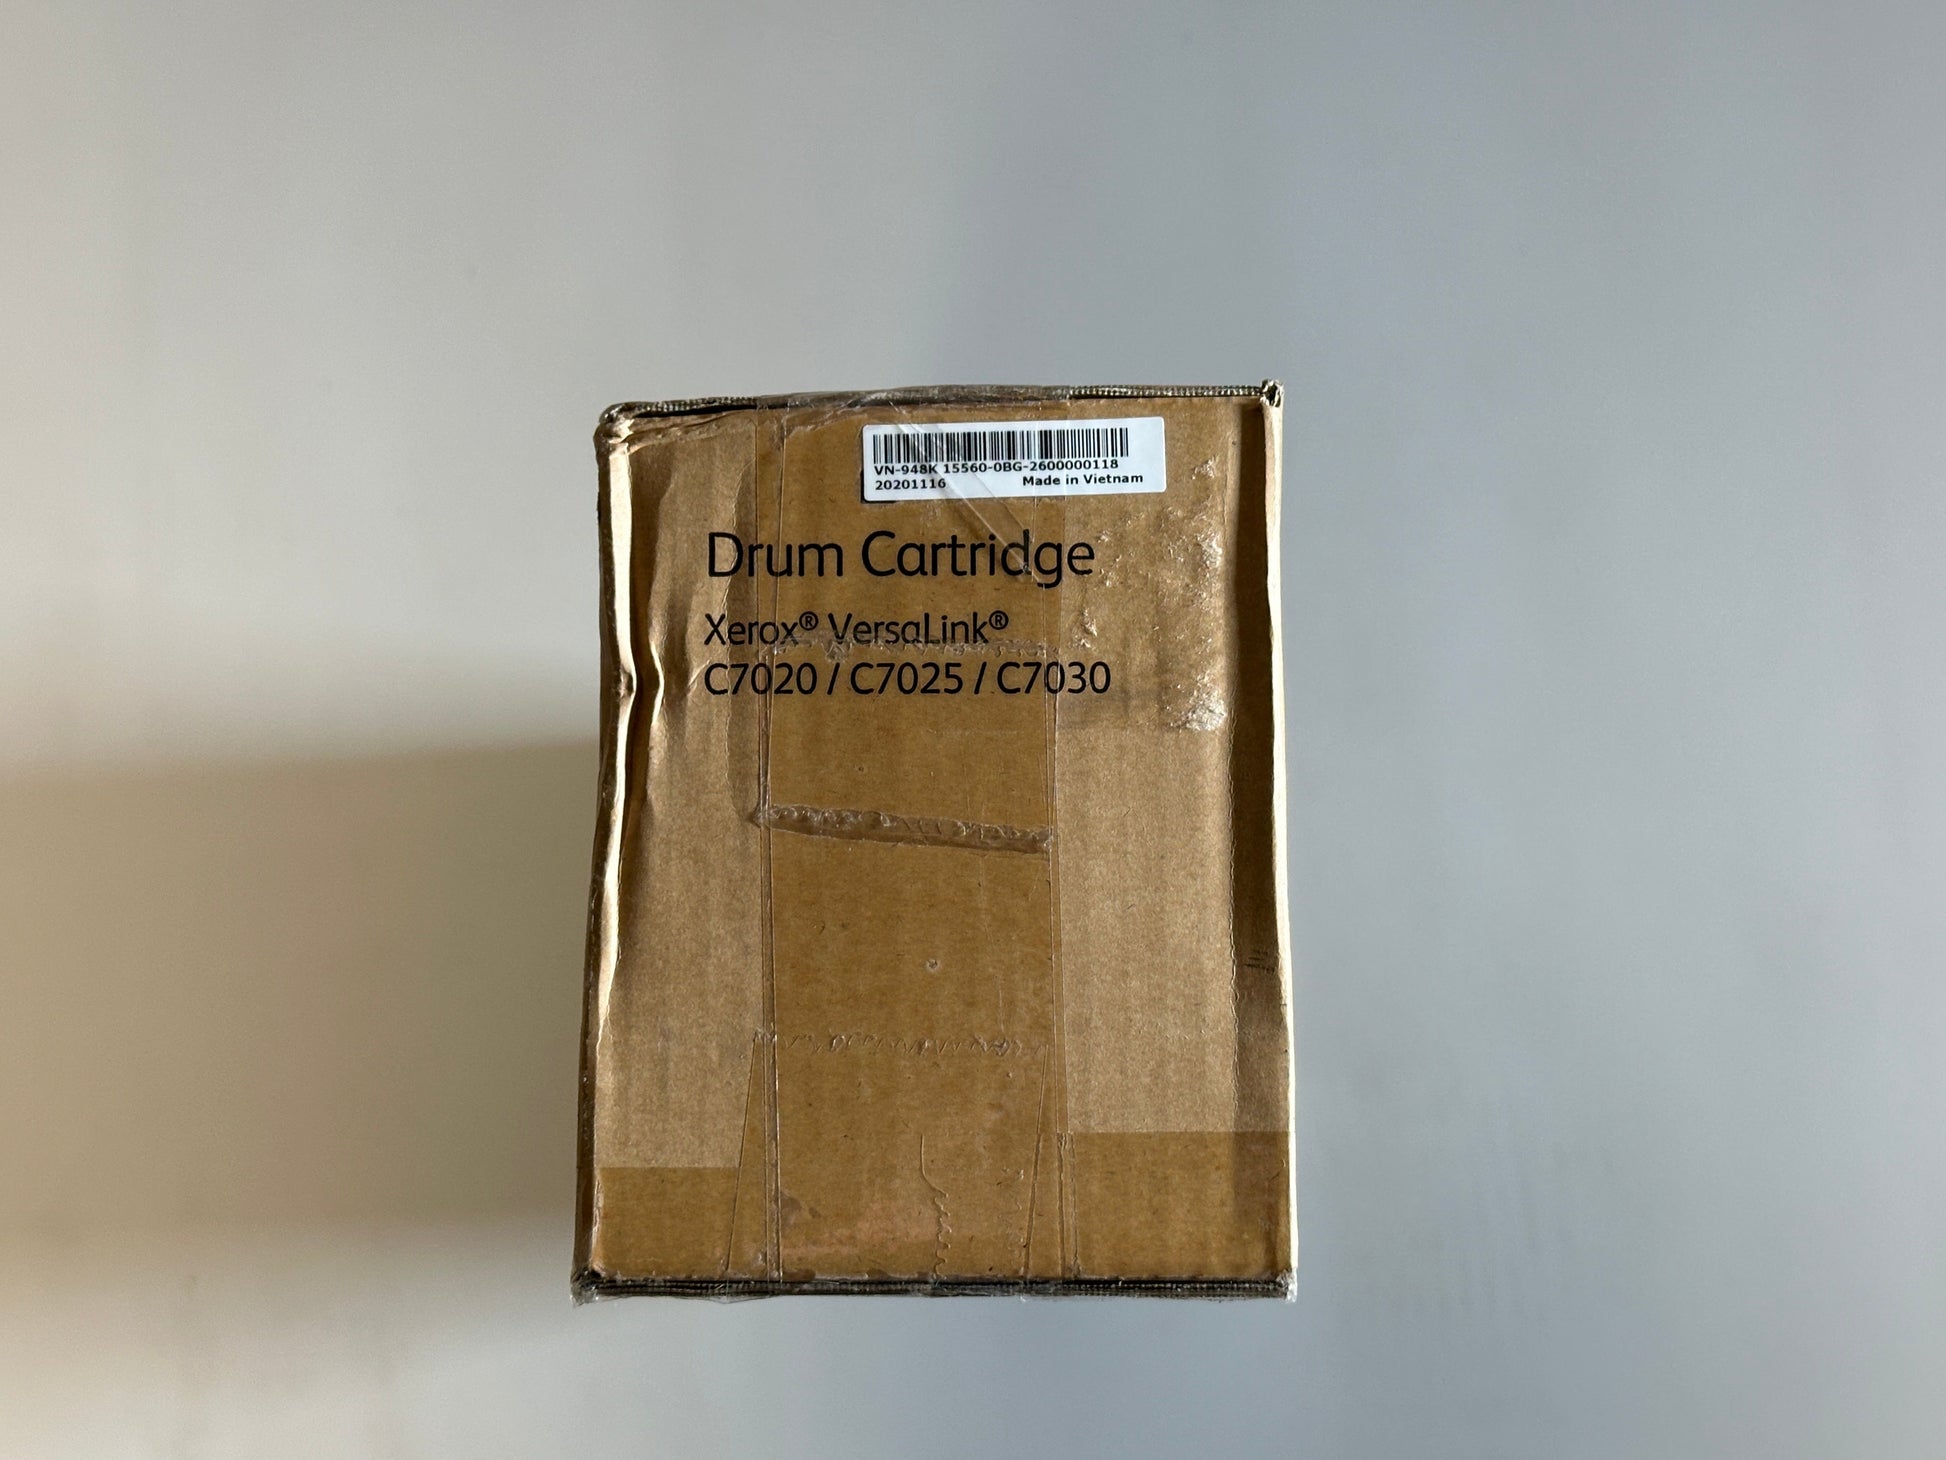 VN-948K 15560-0BG-2600000118
20201116 Made in Vietnam
Drum Cartridge
Xerox® VersaLink®
C7020 / C7025 / C7030